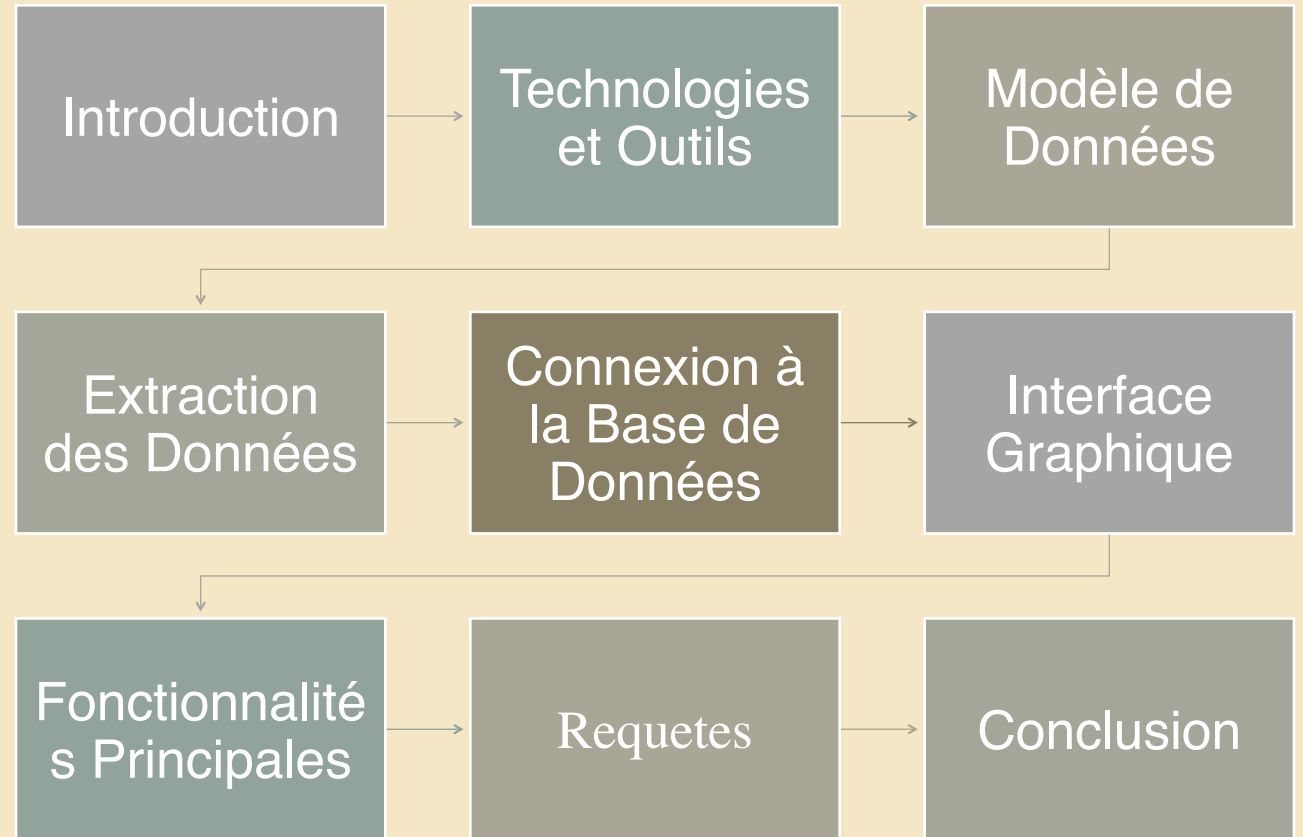 Introduction
Technologies
et Outils
Modèle de
Données
Extraction
des Données
Connexion à
la Base de
Données
Interface
Graphique
Fonctionnalité
s Principales
Requetes
Conclusion